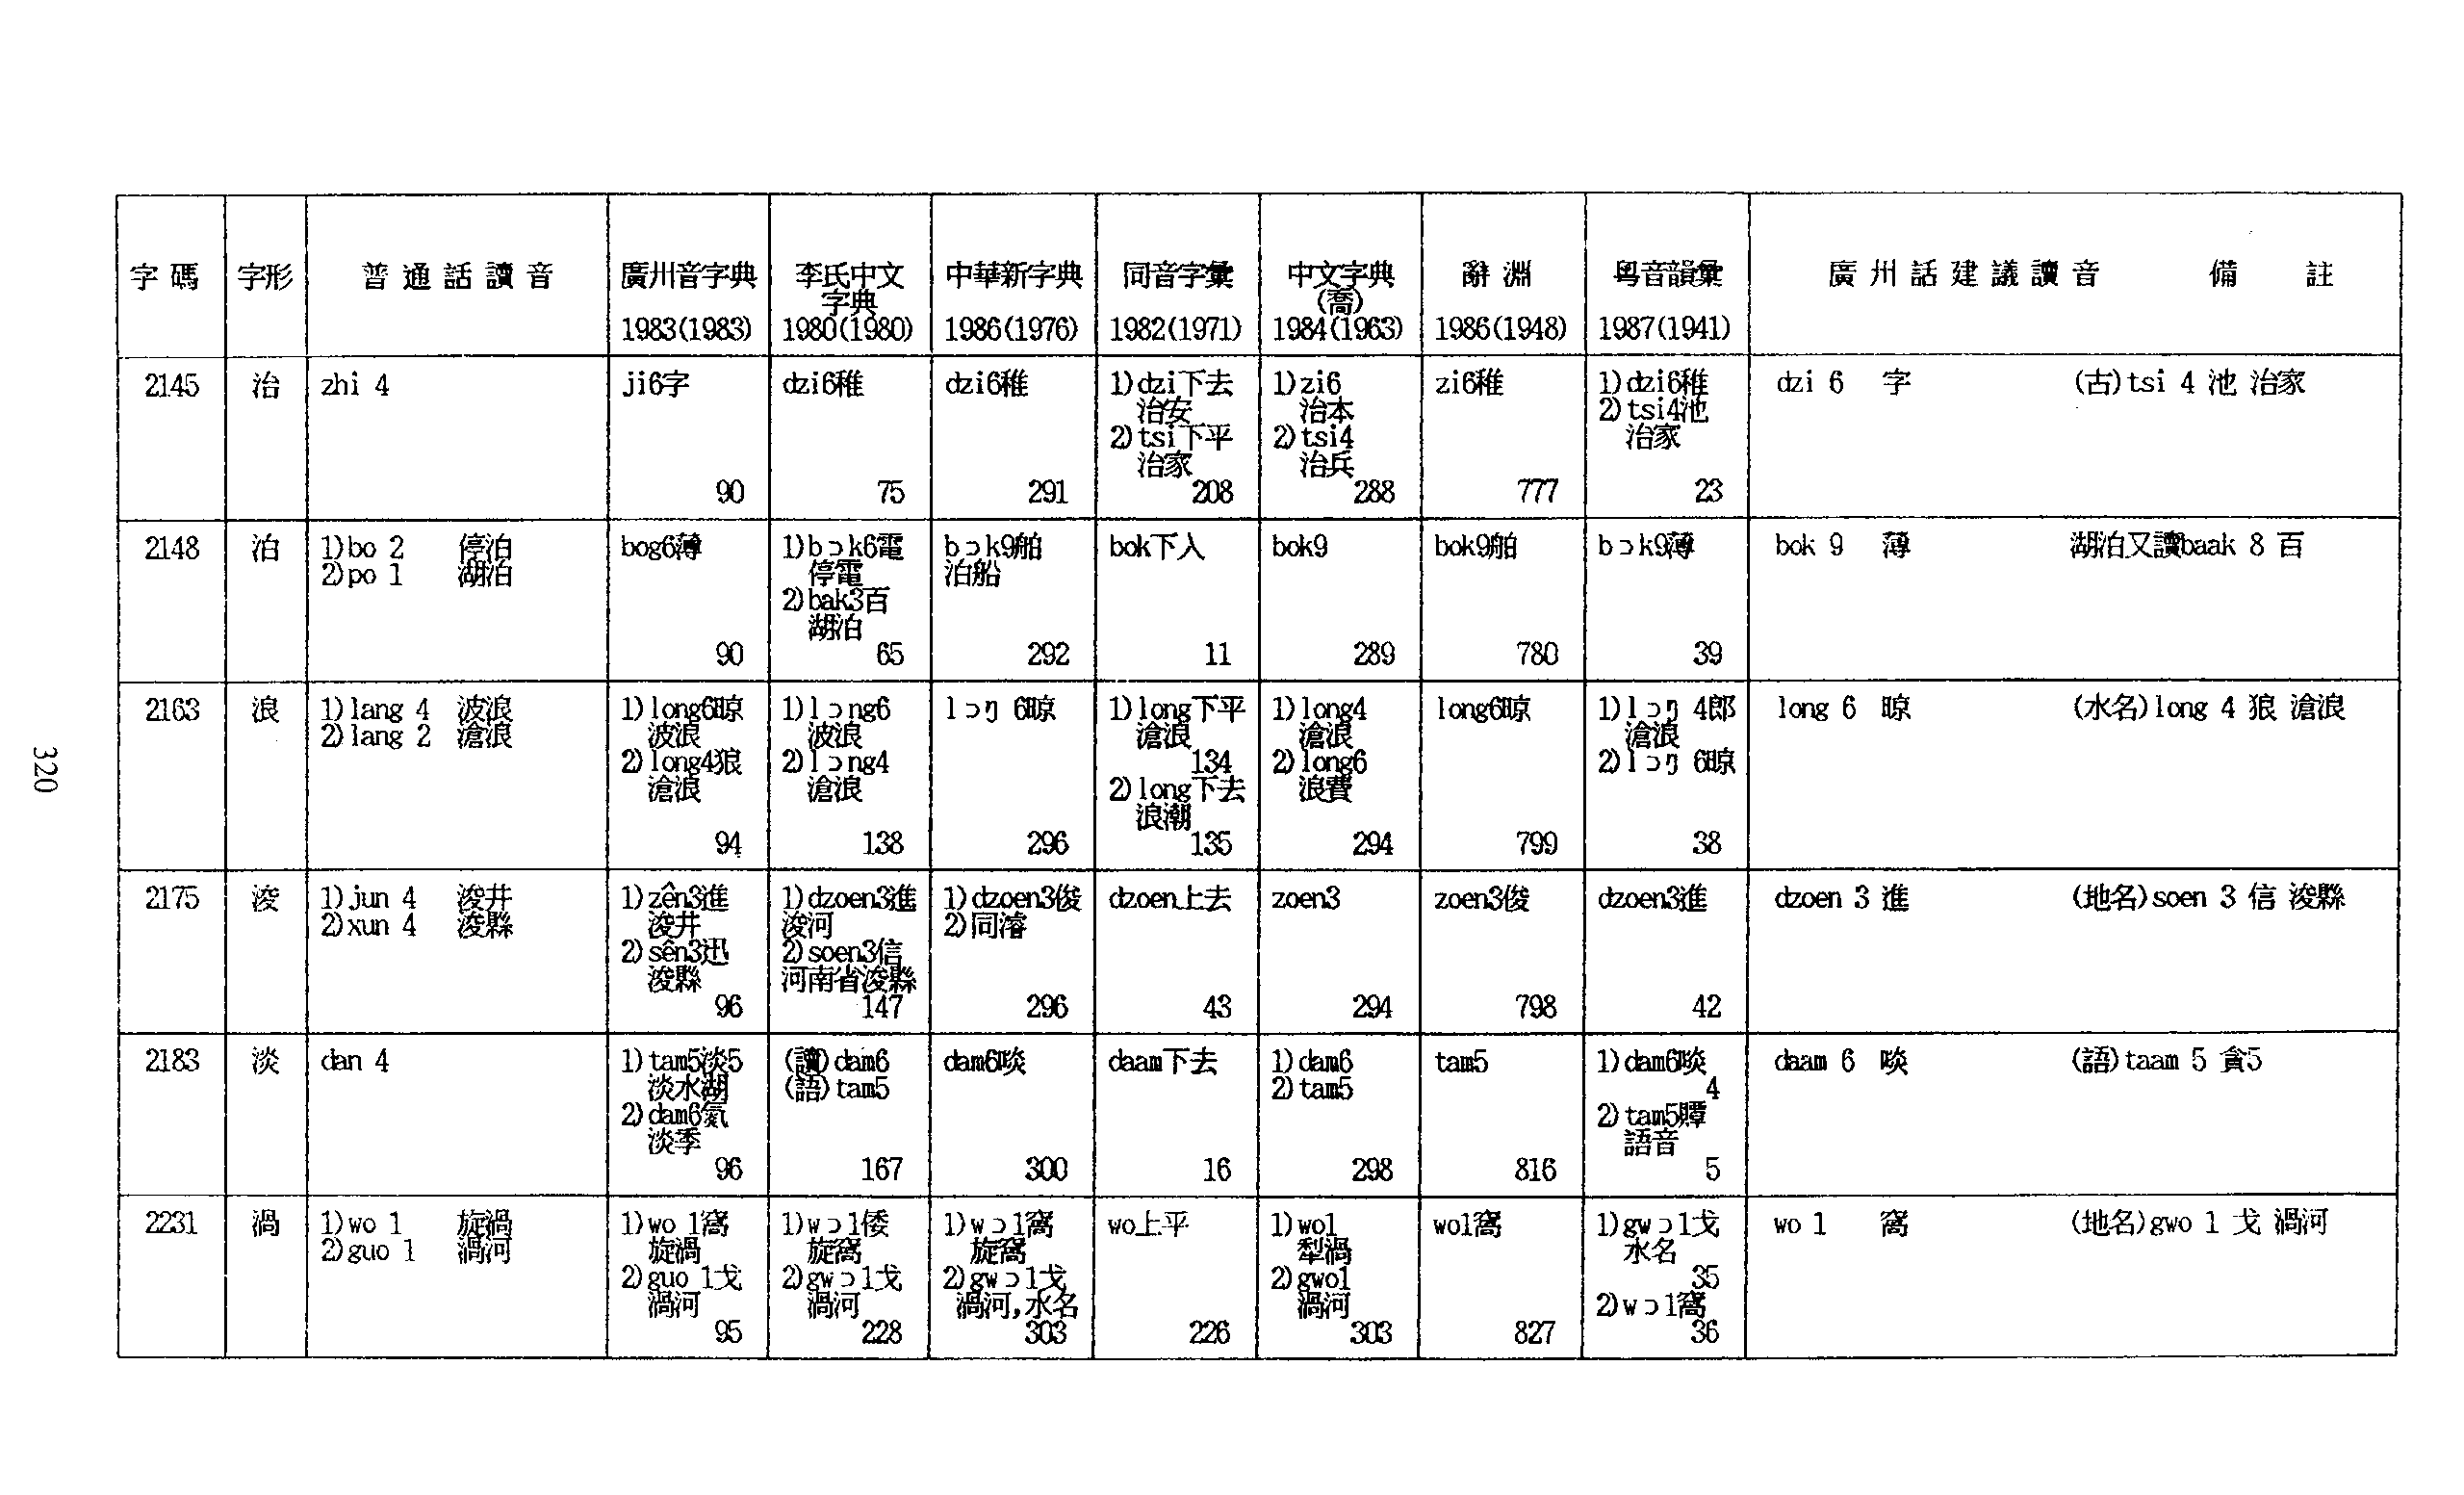 字碼 字形 普通話讀音 廣州音字典 1983(1983) 李氏中文字典 1980(1980) 中華新字典 1986(1976) 同音字彙 1982(1971) 中文字典(喬) 1984(1963) 辭淵 1986(1948) 粵音韻彙 1987(1941) 廣州話建議讀音 備註
2145 治 zhi 4
ji6字
90
dzi6稚
75
dzi6稚
291
1)dzi下去
治安
2)tsi下平
治家
208
1)zi6
治本
2)tsi4
治兵
288
zi6稚
777
1)dzi6稚
2)tsi4池
治家
23
dzi 6 字 (古)tsi 4 池 治家
2148 泊
1)bo 2 停泊
2)po 1 湖泊
bog6薄
90
1)bɔk6雹
停雹
2)bak3百
湖泊
65
bɔk9舶
泊船
292
bok下入
11
bok9
289
bok9舶
780
bɔk9薄
39
bok 9 薄 湖泊又讀baak 8 百
2163 浪
1)lang 4 波浪
2)lang 2 滄浪
1)long6晾
波浪
2)long4狼
滄浪
94
1)lɔng6
波浪
2)lɔng4
滄浪
138
lɔŋ 6晾
296
1)long下平
滄浪
134
2)long下去
浪潮
135
1)long4
滄浪
2)long6
浪費
294
long6晾
799
1)lɔŋ 4郎
滄浪
2)lɔŋ 6晾
38
long 6 晾 (水名)long 4 狼 滄浪
2175 浚
1)jun 4 浚井
2)xun 4 浚縣
1)zên3進
浚井
2)sên3迅
浚縣
96
1)dzoen3進
浚河
2)soen3信
河南省浚縣
147
1)dzoen3俊
2)同濬
296
dzoen上去
43
zoen3
294
zoen3俊
798
dzoen3進
42
dzoen 3 進 (地名)soen 3 信 浚縣
2183 淡
dan 4
1)tam5淡5
淡水湖
2)dam6氮
淡季
96
(讀)dam6
(語)tam5
167
dam6啖
300
daam下去
16
1)dam6
2)tam5
298
tam5
816
1)dam6啖
4
2)tam5贉
語音
5
daam 6 啖 (語)taam 5 貪5
2231 渦
1)wo 1 旋渦
2)guo 1 渦河
1)wo 1窩
旋渦
2)guo 1戈
渦河
95
1)wɔ1倭
旋窩
2)gwɔ1戈
渦河
228
1)wɔ1窩
旋窩
2)gwɔ1戈
渦河,水名
303
wo上平
226
1)wo1
犁渦
2)gwo1
渦河
303
wo1窩
827
1)gwɔ1戈
水名
35
2)wɔ1窩
36
wo 1 窩 (地名)gwo 1 戈 渦河
320